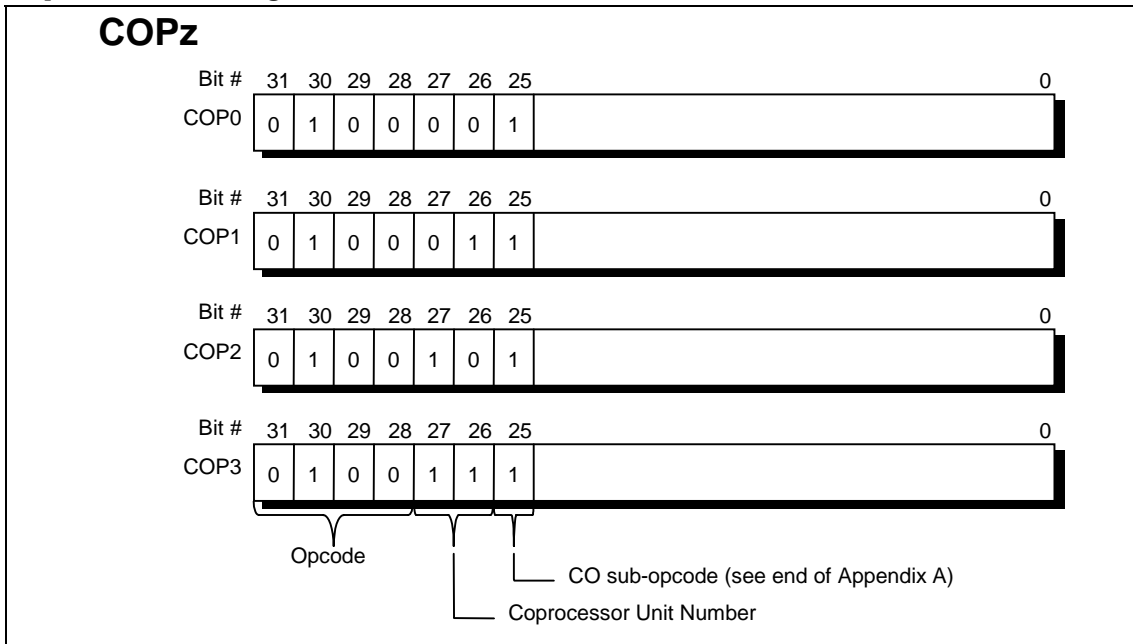 COPz
Bit # 31 30 29 28 27 26 25 0
COP0 0 1 0 0 0 0 1
Bit # 31 30 29 28 27 26 25 0
COP1 0 1 0 0 0 1 1
Bit # 31 30 29 28 27 26 25 0
COP2 0 1 0 0 1 0 1
Bit # 31 30 29 28 27 26 25 0
COP3 0 1 0 0 1 1 1
Opcode
CO sub-opcode (see end of Appendix A)
Coprocessor Unit Number